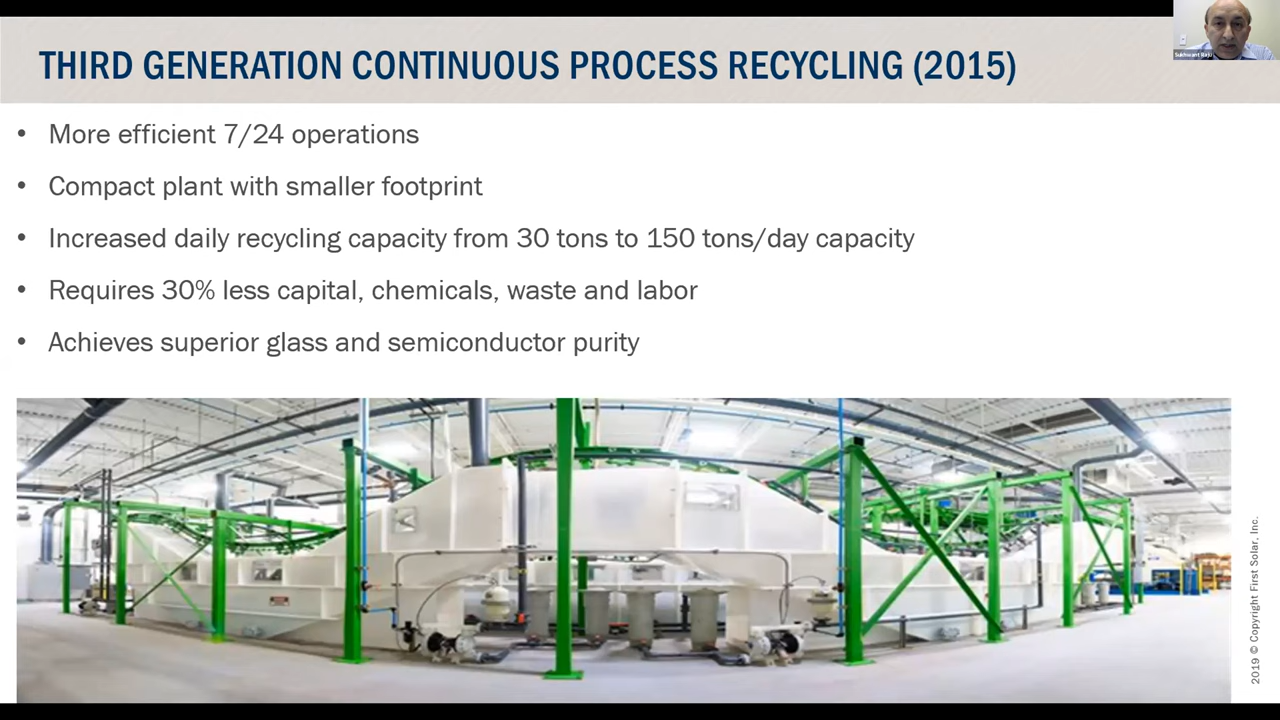 THIRD GENERATION CONTINUOUS PROCESS RECYCLING (2015)
• More efficient 7/24 operations
• Compact plant with smaller footprint
• Increased daily recycling capacity from 30 tons to 150 tons/day capacity
• Requires 30% less capital, chemicals, waste and labor
• Achieves superior glass and semiconductor purity
2019 © Copyright First Solar, Inc.